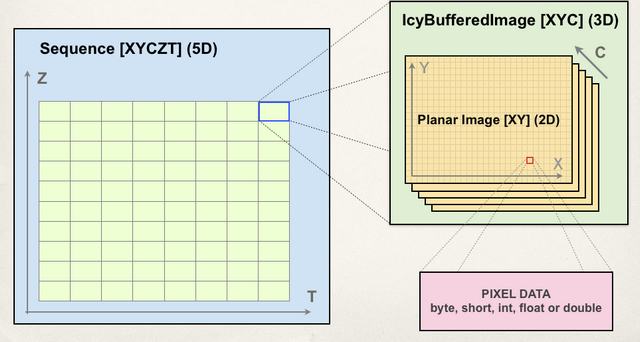 Sequence [XYCZT] (5D)
Z
T
IcyBufferedImage [XYC] (3D)
C
Y
Planar Image [XY] (2D)
X
PIXEL DATA
byte, short, int, float or double